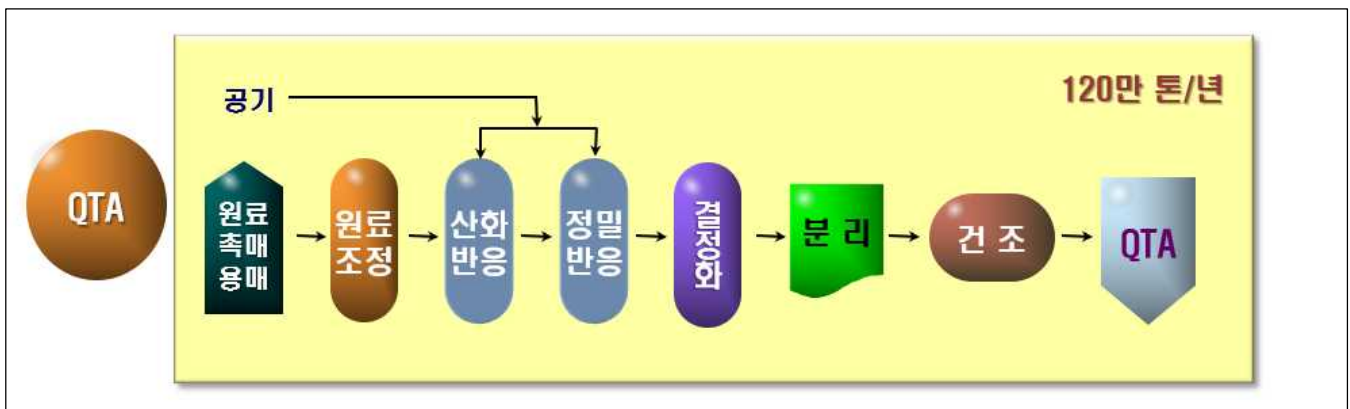 120만 톤/년
공기
QTA
원료
촉매
용매
원료
조정
산화
반응
정밀
반응
결정화
분 리
건 조
QTA